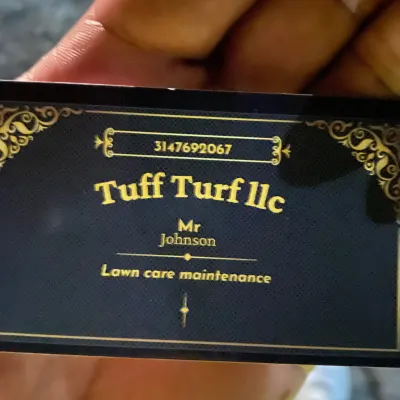 3147692067
Tuff Turf llc
Mr
Johnson
Lawn care maintenance